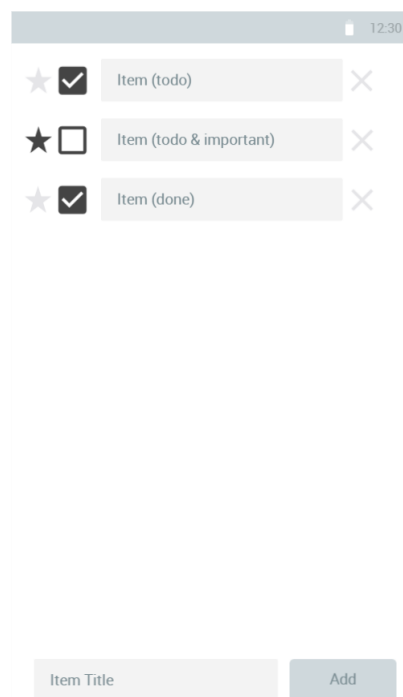 12:30
Item (todo)
Item (todo & important)
Item (done)
Item Title
Add